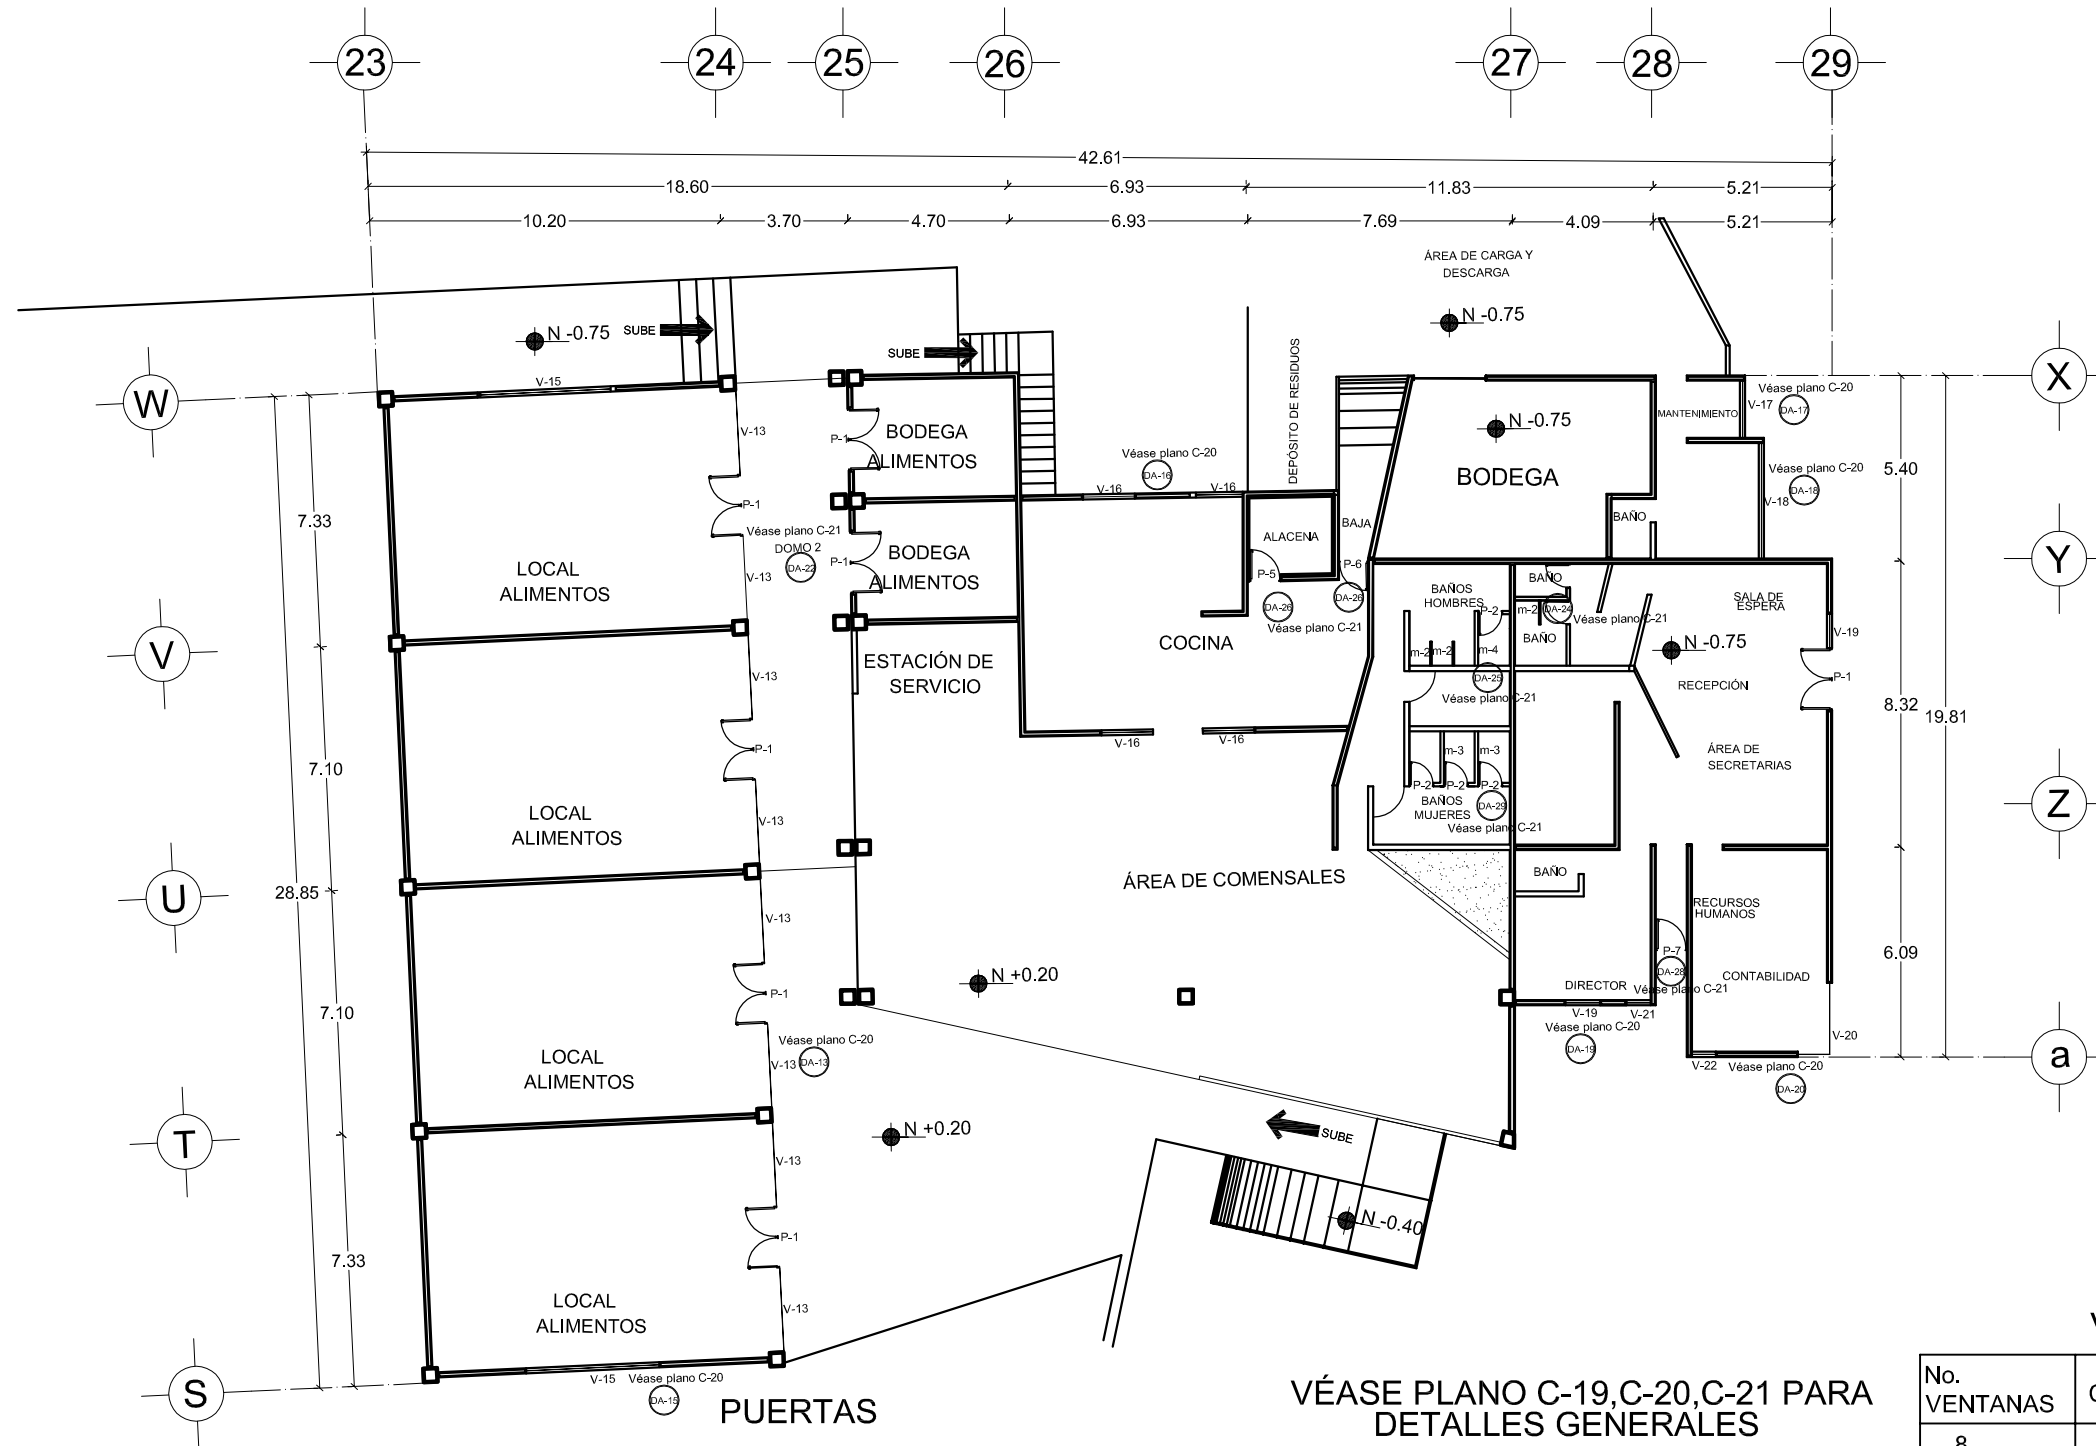 23 24 25 26 27 28 29
42.61
18.60 6.93 11.83 5.21
10.20 3.70 4.70 6.93 7.69 4.09 5.21
ÁREA DE CARGA Y
DESCARGA
N -0.75
SUBE
N -0.75
SUBE
DEPÓSITO DE RESIDUOS
W
X
V-15
V-13
P-1
BODEGA
ALIMENTOS
Véase plano C-20
DA-16
V-16
V-16
N -0.75
BODEGA
MANTENIMIENTO
V-17
Véase plano C-20
DA-17
Véase plano C-20
DA-18
V-18
5.40
7.33
P-1
Véase plano C-21
DOMO 2
DA-22
V-13
LOCAL
ALIMENTOS
P-1
BODEGA
ALIMENTOS
ALACENA
BAJA
P-5
P-6
DA-26
DA-26
Véase plano C-21
BAÑO
Y
BAÑOS
HOMBRES
P-2
m-2
m-2
m-4
DA-25
Véase plano C-21
BAÑO
m-2
DA-24
Véase plano C-21
BAÑO
SALA DE
ESPERA
N -0.75
V-19
P-1
RECEPCIÓN
V
COCINA
ESTACIÓN DE
SERVICIO
V-13
8.32
19.81
7.10
P-1
V-16
V-16
m-3
m-3
P-2
P-2
P-2
BAÑOS
MUJERES
DA-29
Véase plano C-21
ÁREA DE
SECRETARIAS
Z
LOCAL
ALIMENTOS
V-13
U
28.85
ÁREA DE COMENSALES
BAÑO
RECURSOS
HUMANOS
V-13
6.09
P-7
DA-28
Véase plano C-21
CONTABILIDAD
DIRECTOR
N +0.20
P-1
7.10
V-19
V-21
Véase plano C-20
DA-19
V-20
V-22
Véase plano C-20
DA-20
a
Véase plano C-20
DA-13
V-13
LOCAL
ALIMENTOS
T
N +0.20
SUBE
V-13
N -0.40
P-1
7.33
LOCAL
ALIMENTOS
V-13
S
V-15
Véase plano C-20
DA-15
PUERTAS
VÉASE PLANO C-19,C-20,C-21 PARA
DETALLES GENERALES
No.
VENTANAS
8